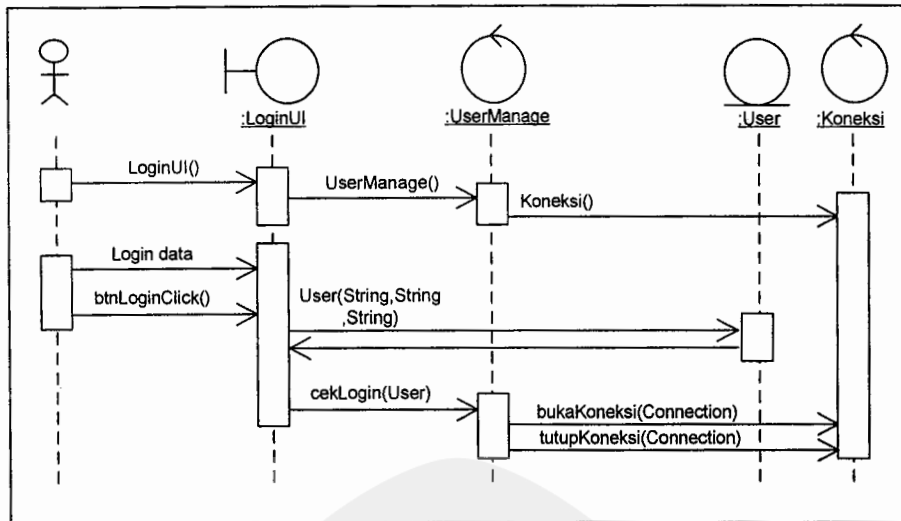 :LoginUI
:UserManage
:User
:Koneksi
LoginUI()
UserManage()
Koneksi()
Login data
btnLoginClick()
User(String,String
,String)
cekLogin(User)
bukaKoneksi(Connection)
tutupKoneksi(Connection)